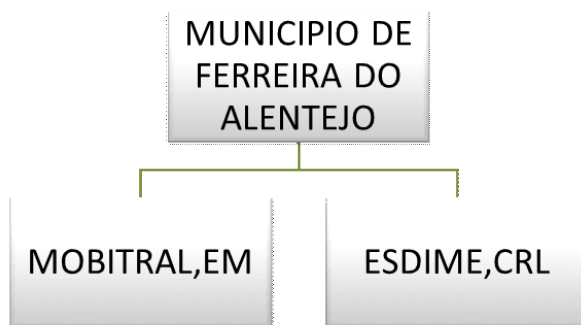 MUNICIPIO DE
FERREIRA DO
ALENTEJO
MOBITRAL,EM
ESDIME,CRL